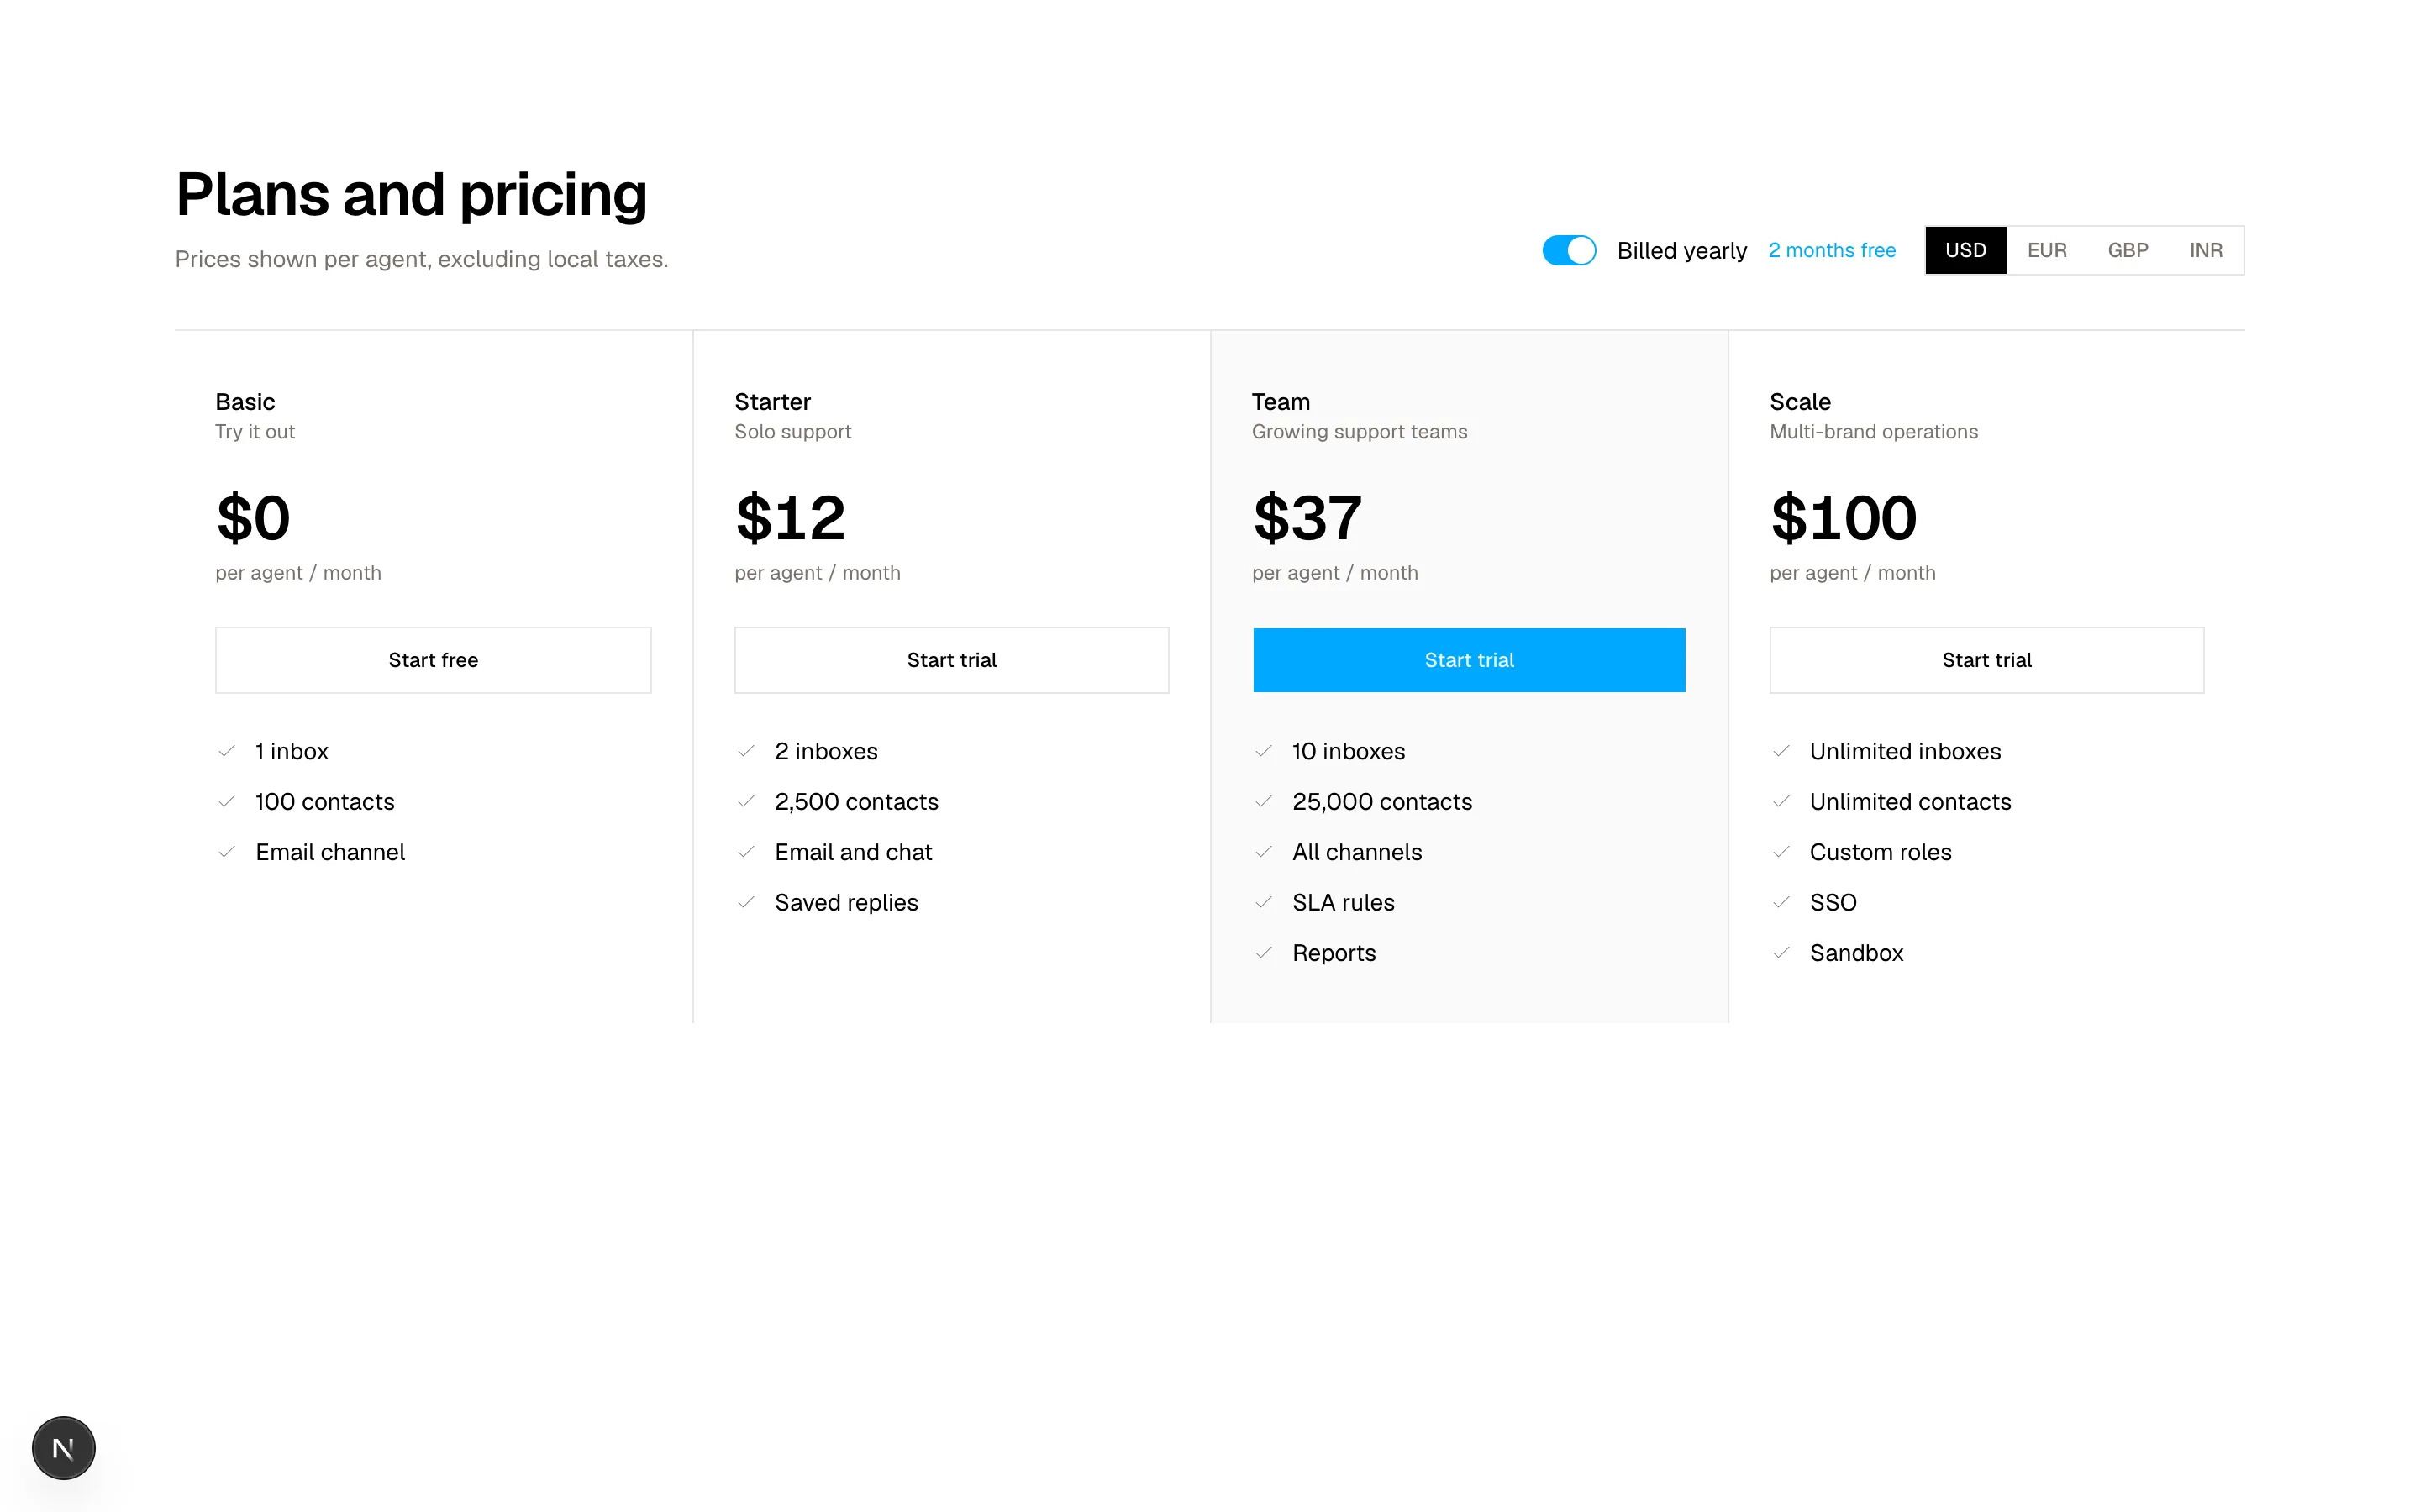 Plans and pricing
Prices shown per agent, excluding local taxes.
Billed yearly 2 months free USD EUR GBP INR
Basic
Try it out
$0
per agent / month
Start free
1 inbox
100 contacts
Email channel
Starter
Solo support
$12
per agent / month
Start trial
2 inboxes
2,500 contacts
Email and chat
Saved replies
Team
Growing support teams
$37
per agent / month
Start trial
10 inboxes
25,000 contacts
All channels
SLA rules
Reports
Scale
Multi-brand operations
$100
per agent / month
Start trial
Unlimited inboxes
Unlimited contacts
Custom roles
SSO
Sandbox
N